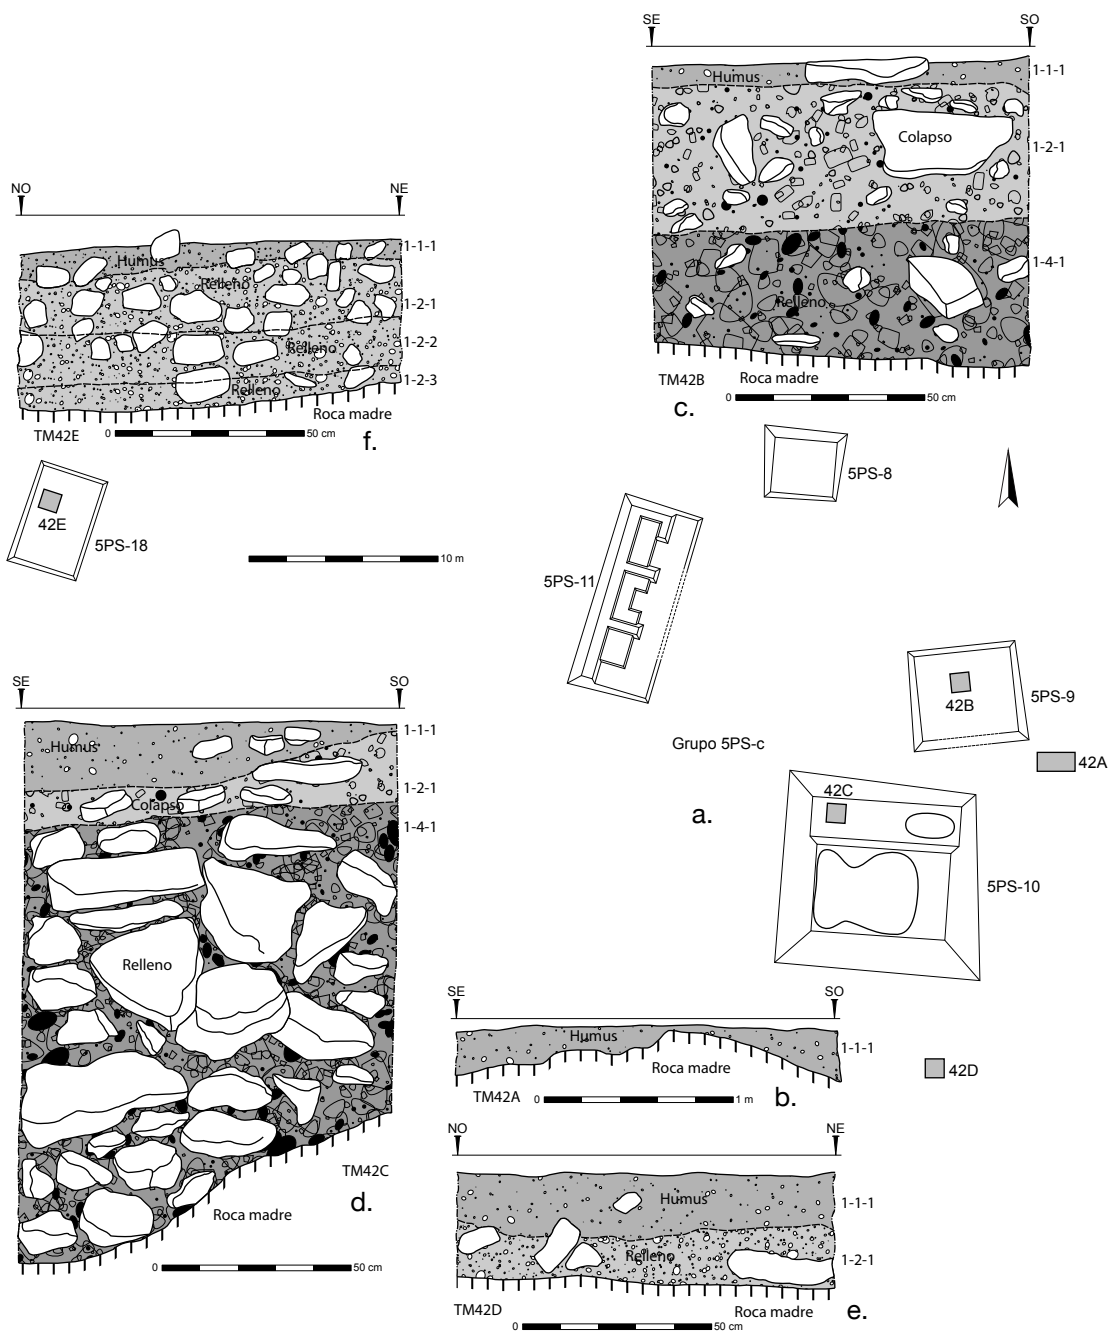 SE SO
Humus
1-1-1
Colapso
1-2-1
1-4-1
Relleno
TM42B
Roca madre
0 50 cm
c.
NO NE
Humus
1-1-1
Relleno
1-2-1
Relleno
1-2-2
Relleno
1-2-3
Roca madre
TM42E
0 50 cm
f.
42E
5PS-18
10 m
5PS-8
5PS-11
42B
5PS-9
Grupo 5PS-c
42A
42C
a.
5PS-10
42D
SE SO
Humus
1-1-1
Colapso
1-2-1
1-4-1
Relleno
TM42C
Roca madre
d.
0 50 cm
SE SO
Humus
1-1-1
Roca madre
TM42A
0 1 m
b.
NO NE
Humus
1-1-1
Relleno
1-2-1
TM42D
Roca madre
e.
0 50 cm